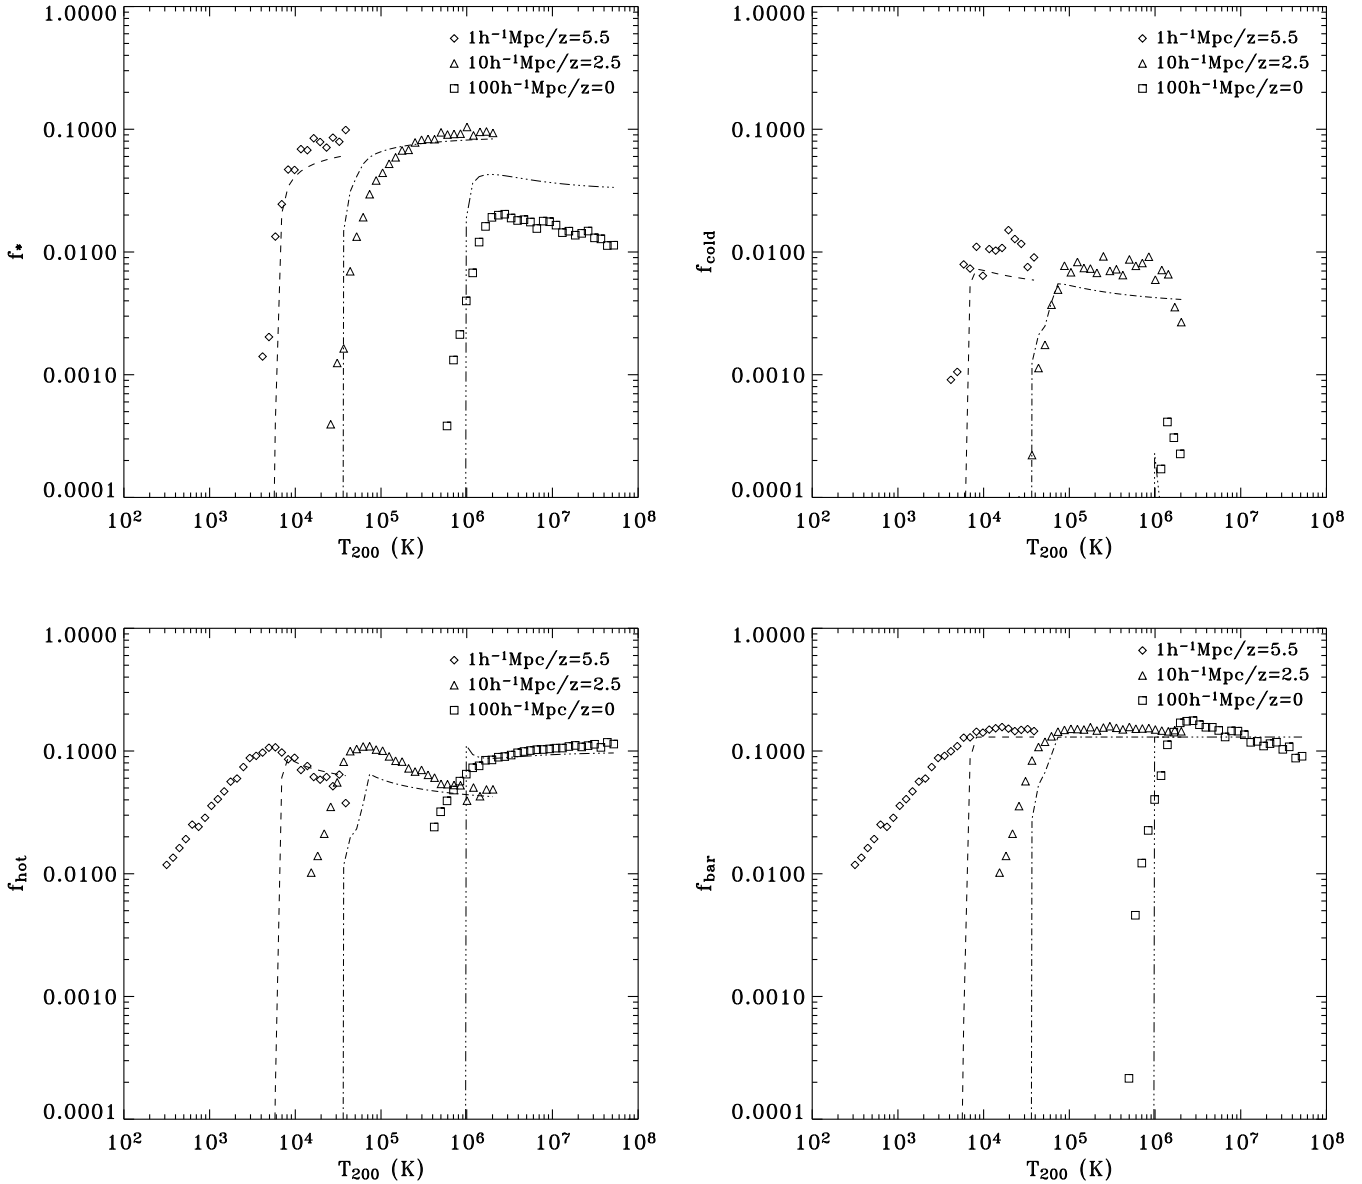 1.0000
0.1000
0.0100
0.0010
0.0001
f*
10² 10³ 10⁴ 10⁵ 10⁶ 10⁷ 10⁸
T₂₀₀ (K)
1h⁻¹Mpc/z=5.5
10h⁻¹Mpc/z=2.5
100h⁻¹Mpc/z=0
1.0000
0.1000
0.0100
0.0010
0.0001
f_cold
10² 10³ 10⁴ 10⁵ 10⁶ 10⁷ 10⁸
T₂₀₀ (K)
1h⁻¹Mpc/z=5.5
10h⁻¹Mpc/z=2.5
100h⁻¹Mpc/z=0
1.0000
0.1000
0.0100
0.0010
0.0001
f_hot
10² 10³ 10⁴ 10⁵ 10⁶ 10⁷ 10⁸
T₂₀₀ (K)
1h⁻¹Mpc/z=5.5
10h⁻¹Mpc/z=2.5
100h⁻¹Mpc/z=0
1.0000
0.1000
0.0100
0.0010
0.0001
f_bar
10² 10³ 10⁴ 10⁵ 10⁶ 10⁷ 10⁸
T₂₀₀ (K)
1h⁻¹Mpc/z=5.5
10h⁻¹Mpc/z=2.5
100h⁻¹Mpc/z=0